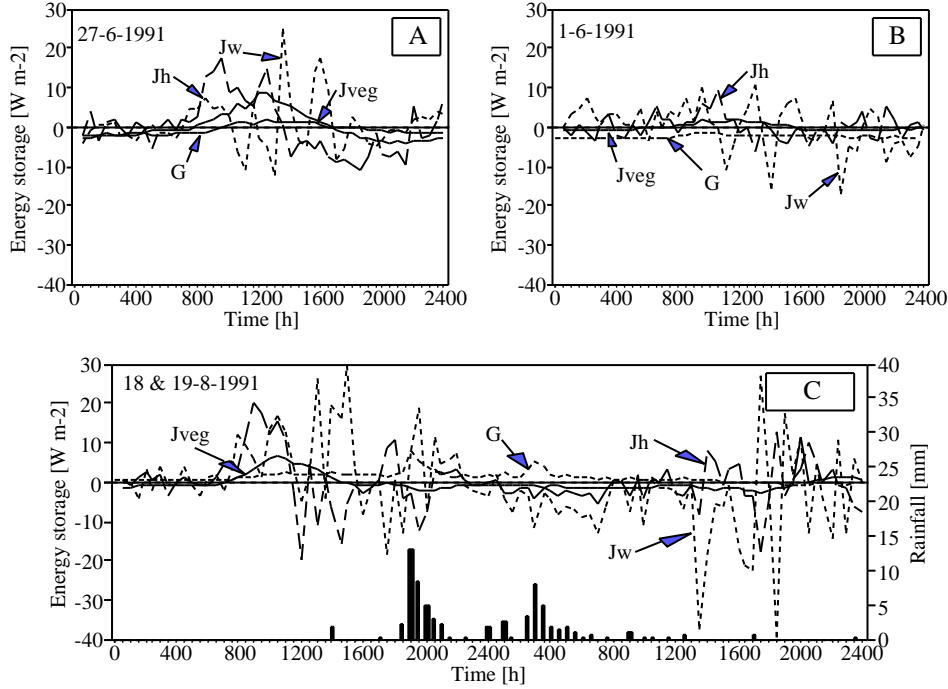 30
20
10
0
-10
-20
-30
-40
Energy storage [W m-2]
27-6-1991
A
Jw
Jh
Jveg
G
0 400 800 1200 1600 2000 2400
Time [h]
30
20
10
0
-10
-20
-30
-40
Energy storage [W m-2]
1-6-1991
B
Jh
Jveg
G
Jw
0 400 800 1200 1600 2000 2400
Time [h]
30
20
10
0
-10
-20
-30
-40
Energy storage [W m-2]
18 & 19-8-1991
C
Jveg
G
Jh
Jw
40
35
30
25
20
15
10
5
0
Rainfall [mm]
0 400 800 1200 1600 2000 2400 400 800 1200 1600 2000 2400
Time [h]